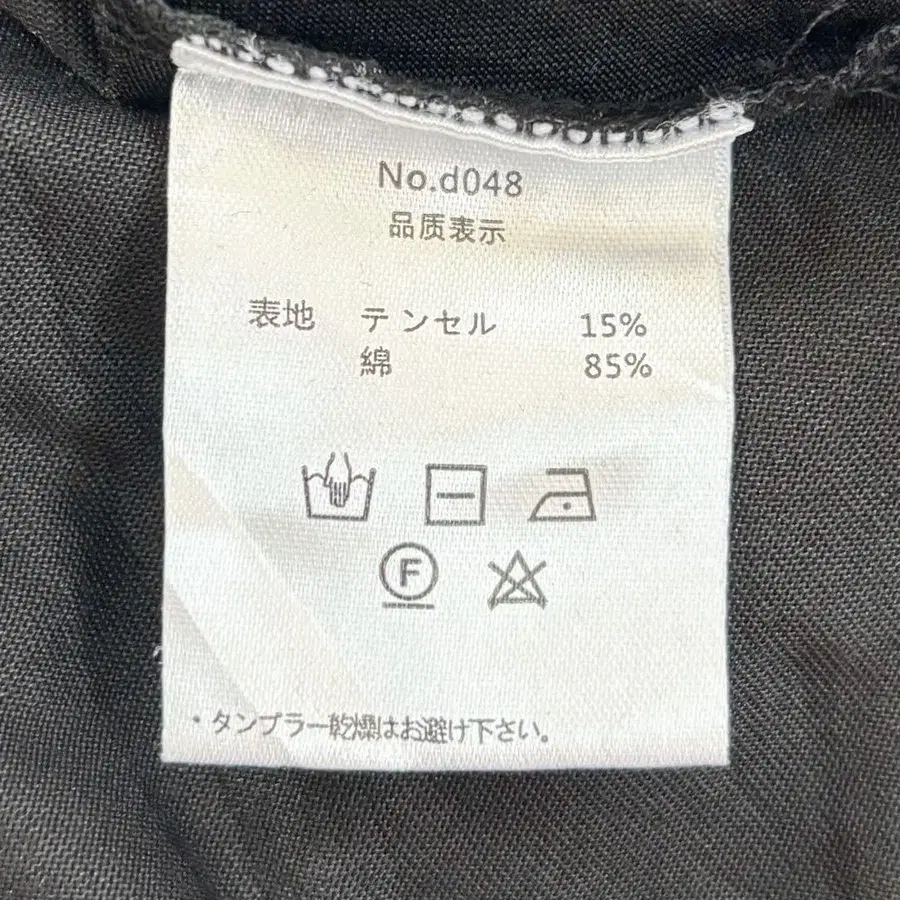 No.d048
品质表示
表地 テンセル 15%
綿 85%
F
・タンブラー乾燥はお避け下さい。